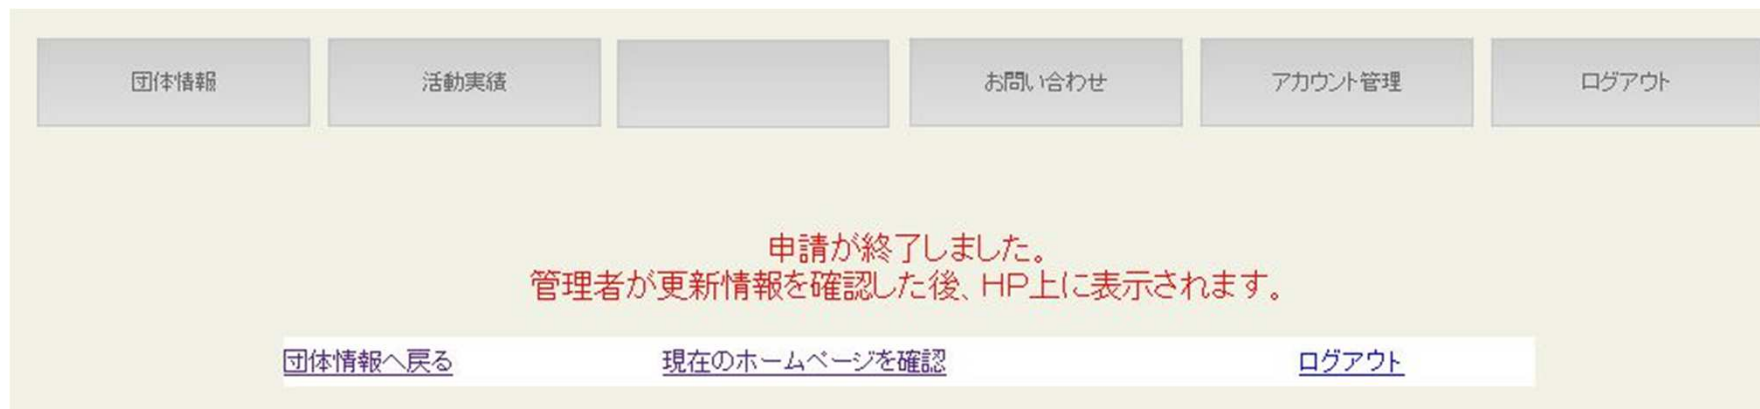 団体情報 活動実績 お問い合わせ アカウント管理 ログアウト
申請が終了しました。
管理者が更新情報を確認した後、HP上に表示されます。
団体情報へ戻る 現在のホームページを確認 ログアウト